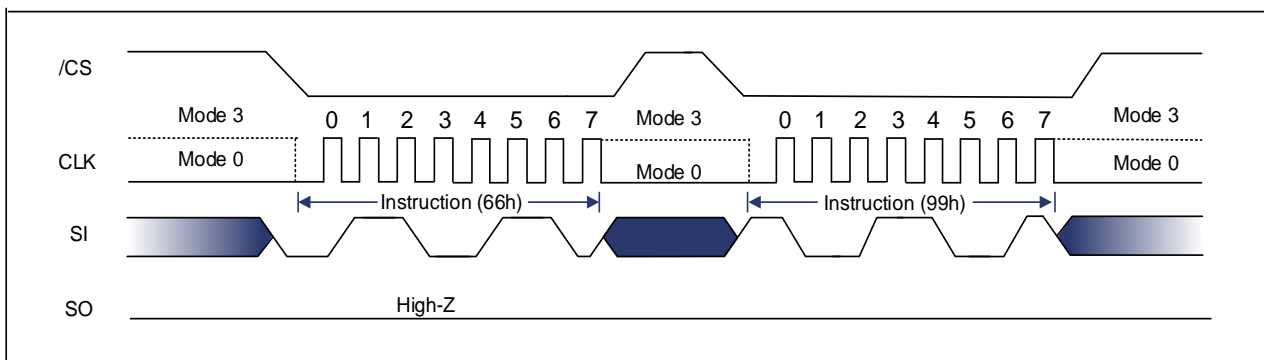 /CS
Mode 3 0 1 2 3 4 5 6 7 Mode 3 0 1 2 3 4 5 6 7 Mode 3
CLK Mode 0 Mode 0 Mode 0
Instruction (66h) Instruction (99h)
SI
SO High-Z